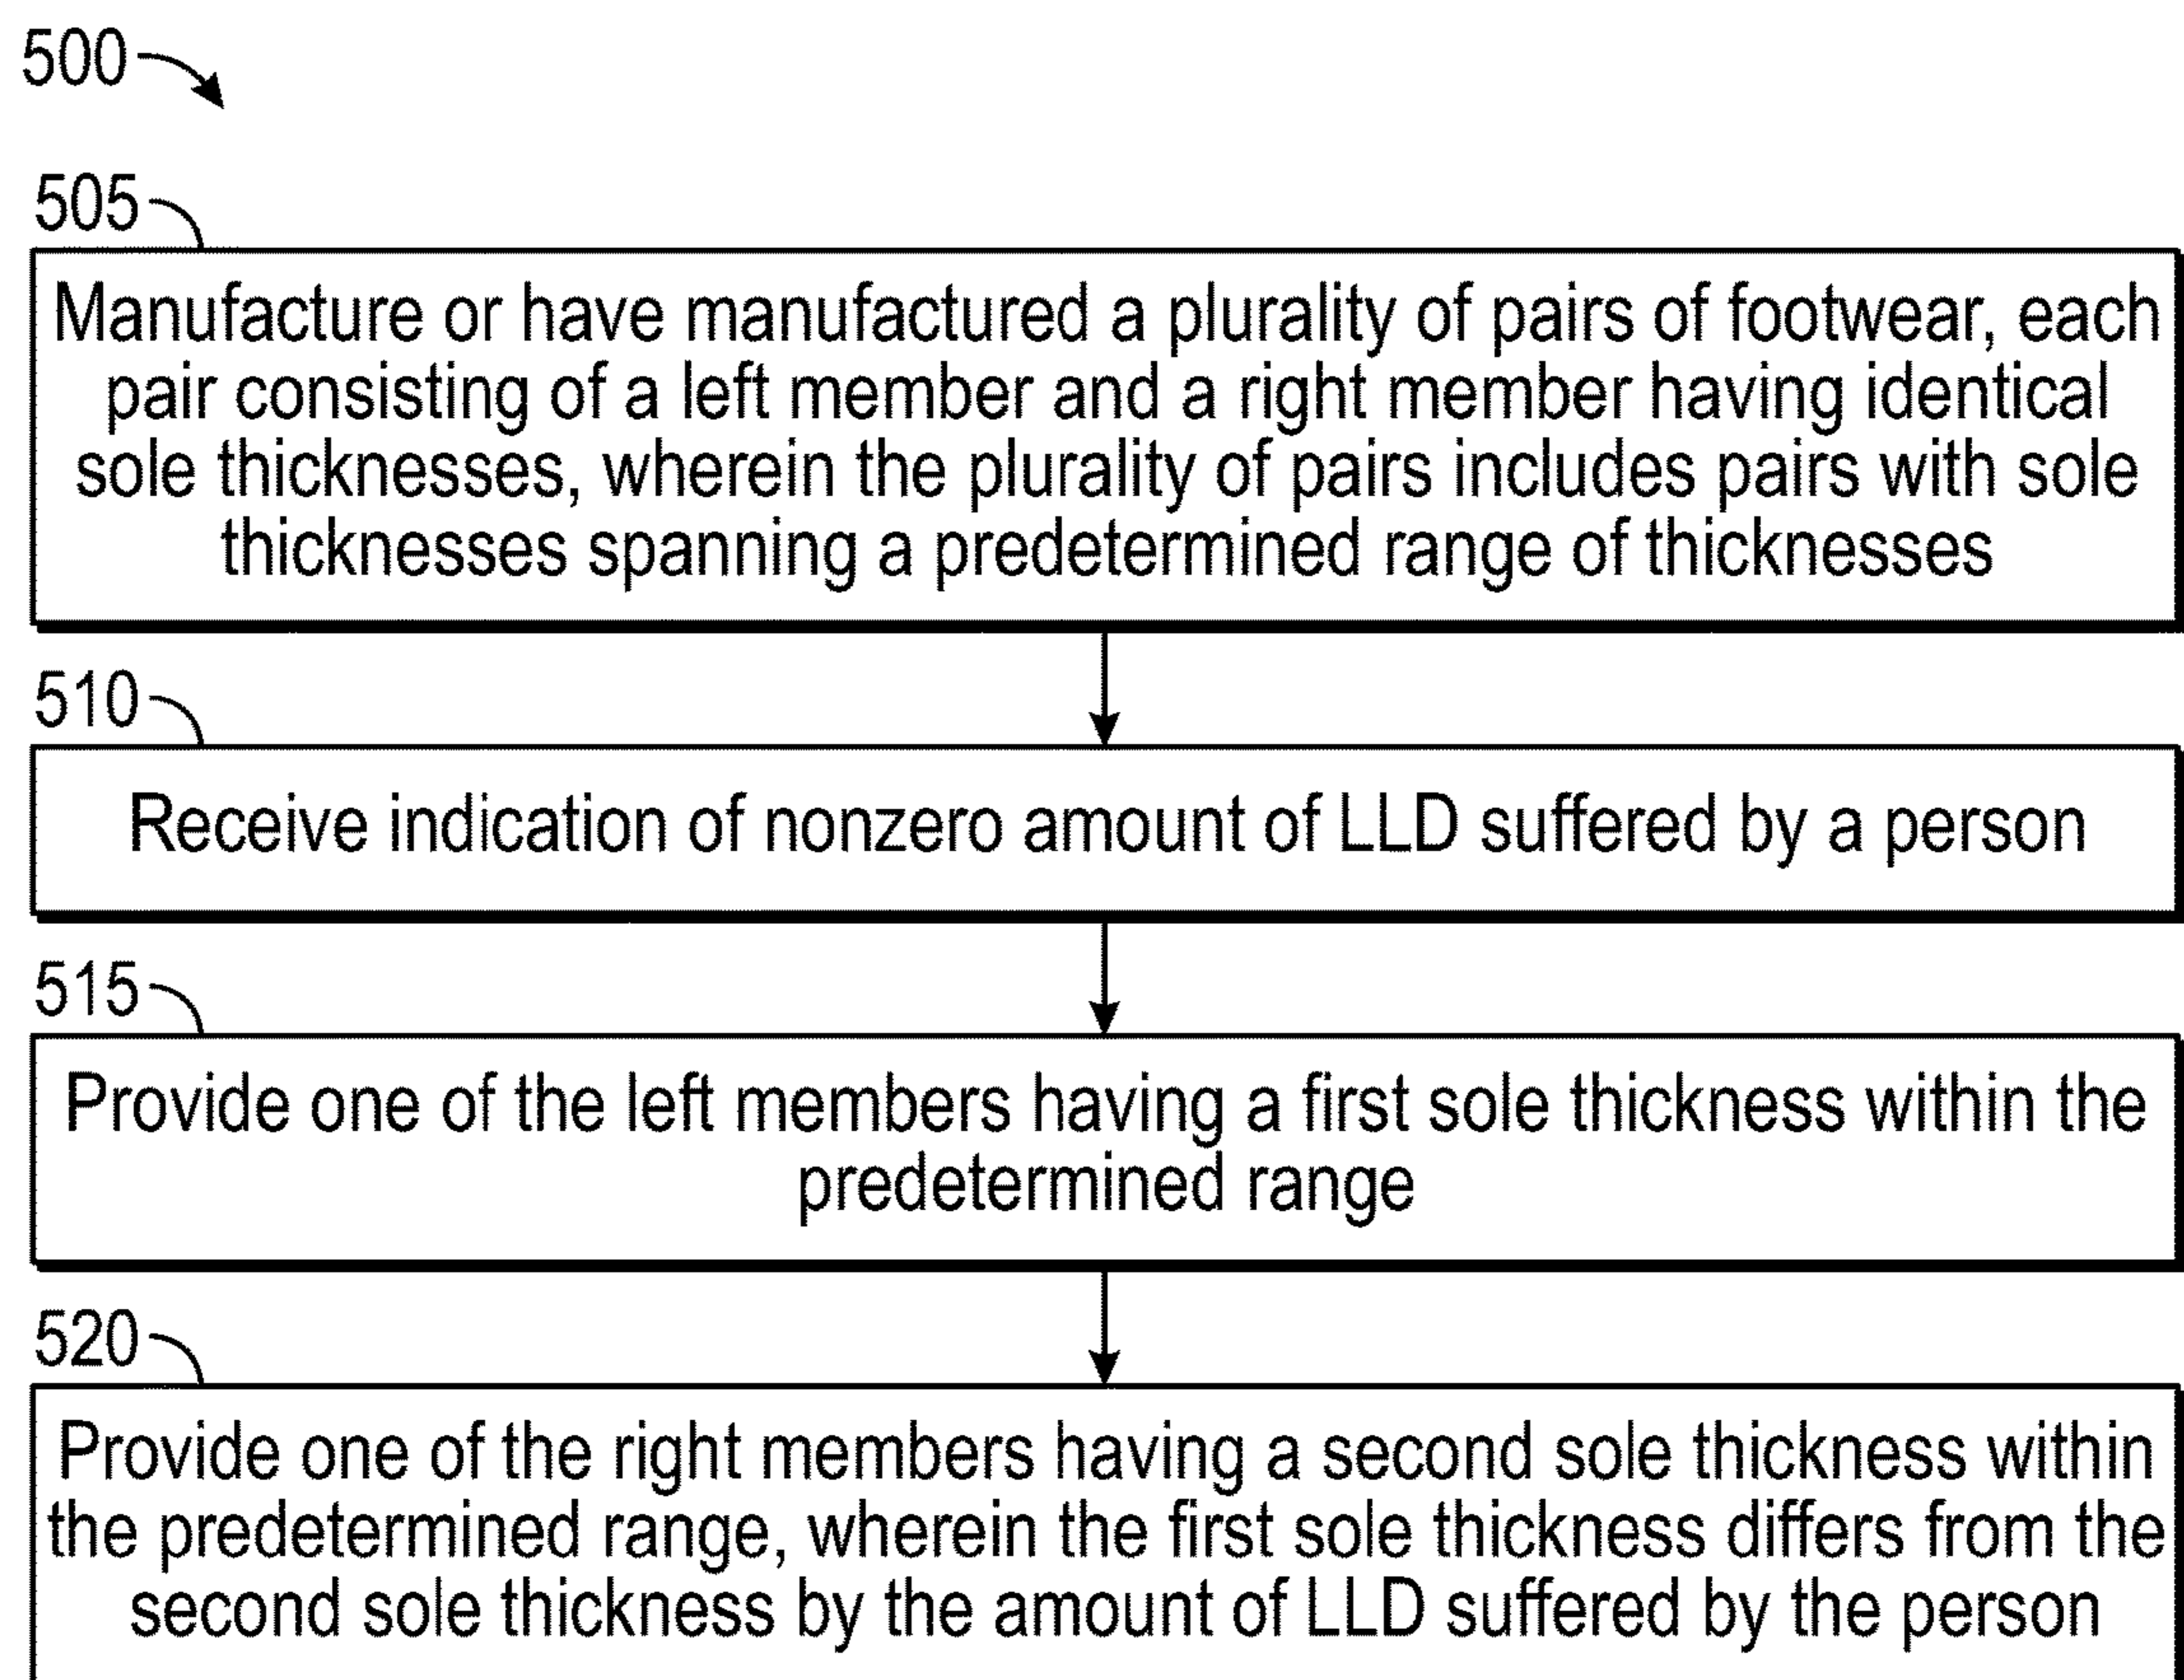 500
505
Manufacture or have manufactured a plurality of pairs of footwear, each
pair consisting of a left member and a right member having identical
sole thicknesses, wherein the plurality of pairs includes pairs with sole
thicknesses spanning a predetermined range of thicknesses
510
Receive indication of nonzero amount of LLD suffered by a person
515
Provide one of the left members having a first sole thickness within the
predetermined range
520
Provide one of the right members having a second sole thickness within
the predetermined range, wherein the first sole thickness differs from the
second sole thickness by the amount of LLD suffered by the person